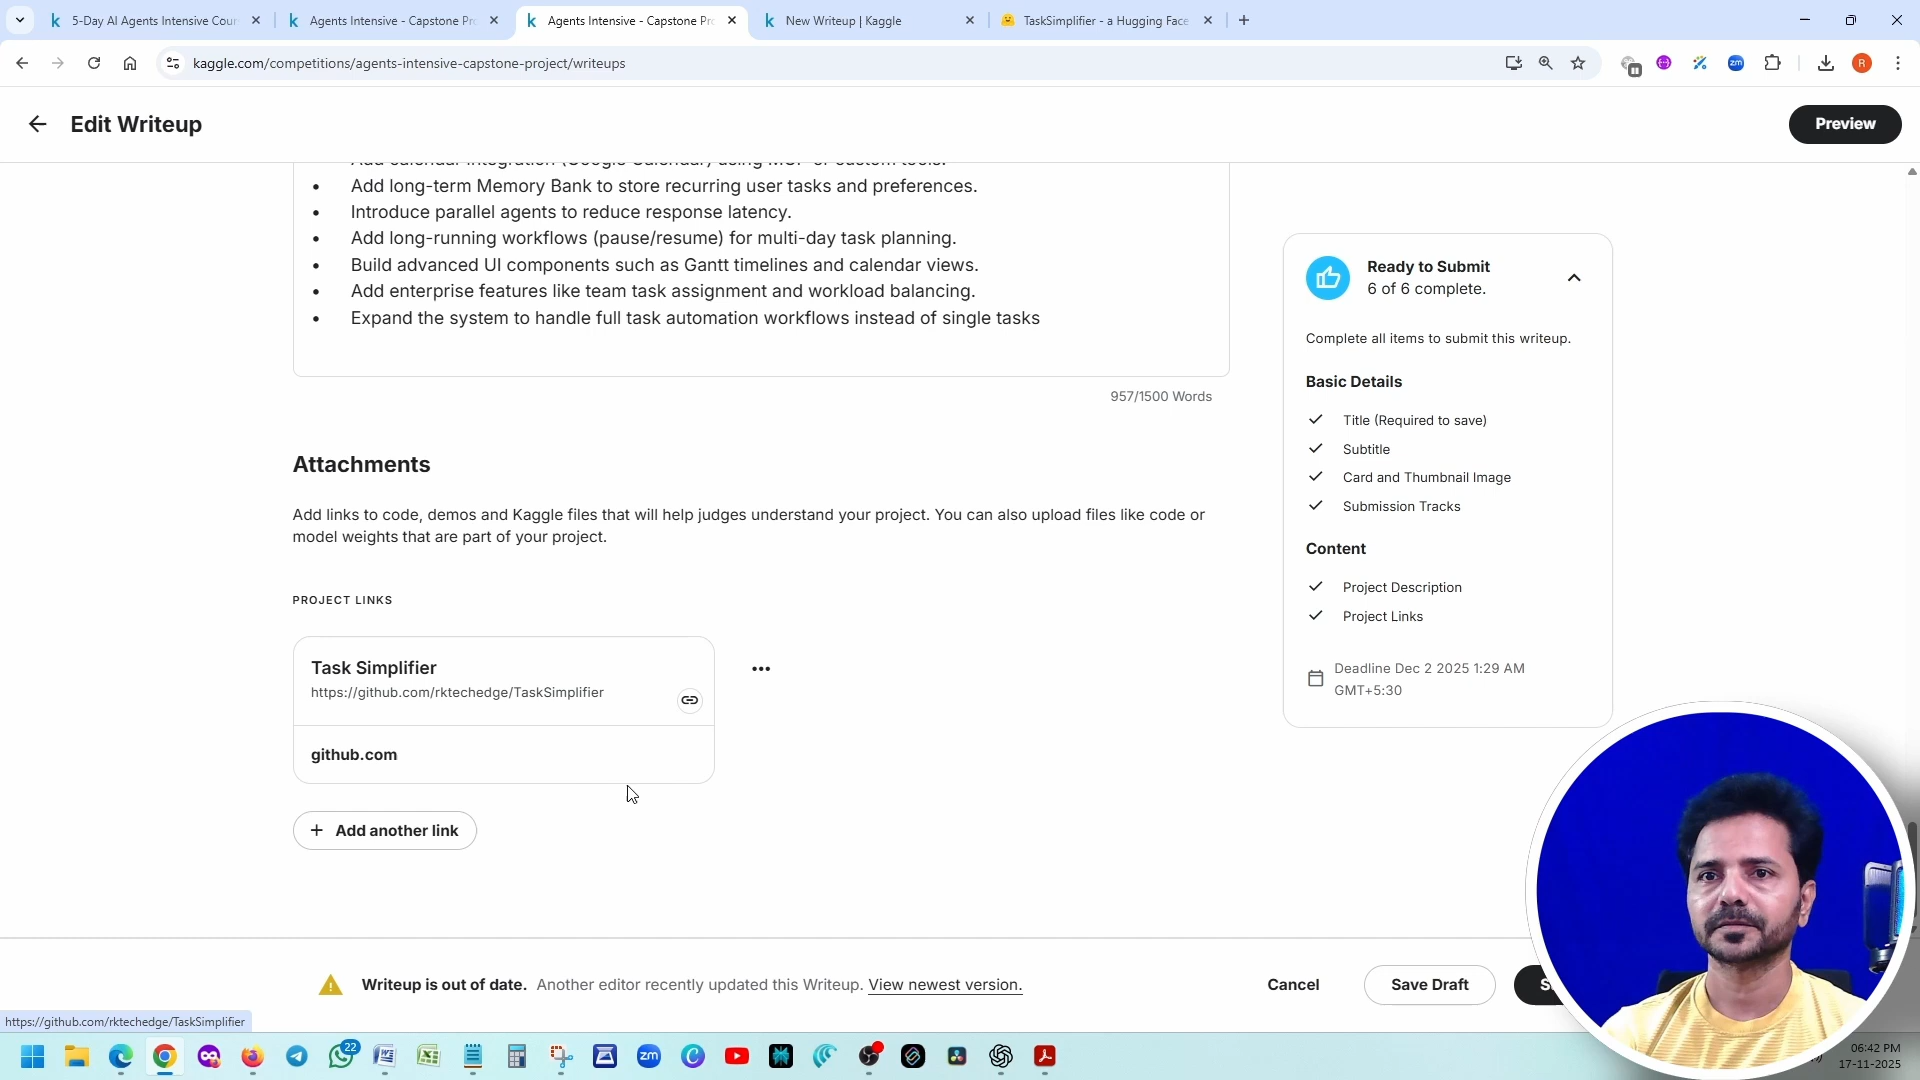 5-Day AI Agents Intensive Cour
Agents Intensive - Capstone Pr
Agents Intensive - Capstone Pr
New Writeup | Kaggle
TaskSimplifier - a Hugging Face
kaggle.com/competitions/agents-intensive-capstone-project/writeups
Edit Writeup
Preview
• Add long-term Memory Bank to store recurring user tasks and preferences.
• Introduce parallel agents to reduce response latency.
• Add long-running workflows (pause/resume) for multi-day task planning.
• Build advanced UI components such as Gantt timelines and calendar views.
• Add enterprise features like team task assignment and workload balancing.
• Expand the system to handle full task automation workflows instead of single tasks
957/1500 Words
Attachments
Add links to code, demos and Kaggle files that will help judges understand your project. You can also upload files like code or
model weights that are part of your project.
PROJECT LINKS
Task Simplifier
https://github.com/rktechedge/TaskSimplifier
github.com
+ Add another link
Ready to Submit
6 of 6 complete.
Complete all items to submit this writeup.
Basic Details
Title (Required to save)
Subtitle
Card and Thumbnail Image
Submission Tracks
Content
Project Description
Project Links
Deadline Dec 2 2025 1:29 AM
GMT+5:30
Writeup is out of date. Another editor recently updated this Writeup. View newest version.
Cancel
Save Draft
https://github.com/rktechedge/TaskSimplifier
22
zm
06:42 PM
17-11-2025